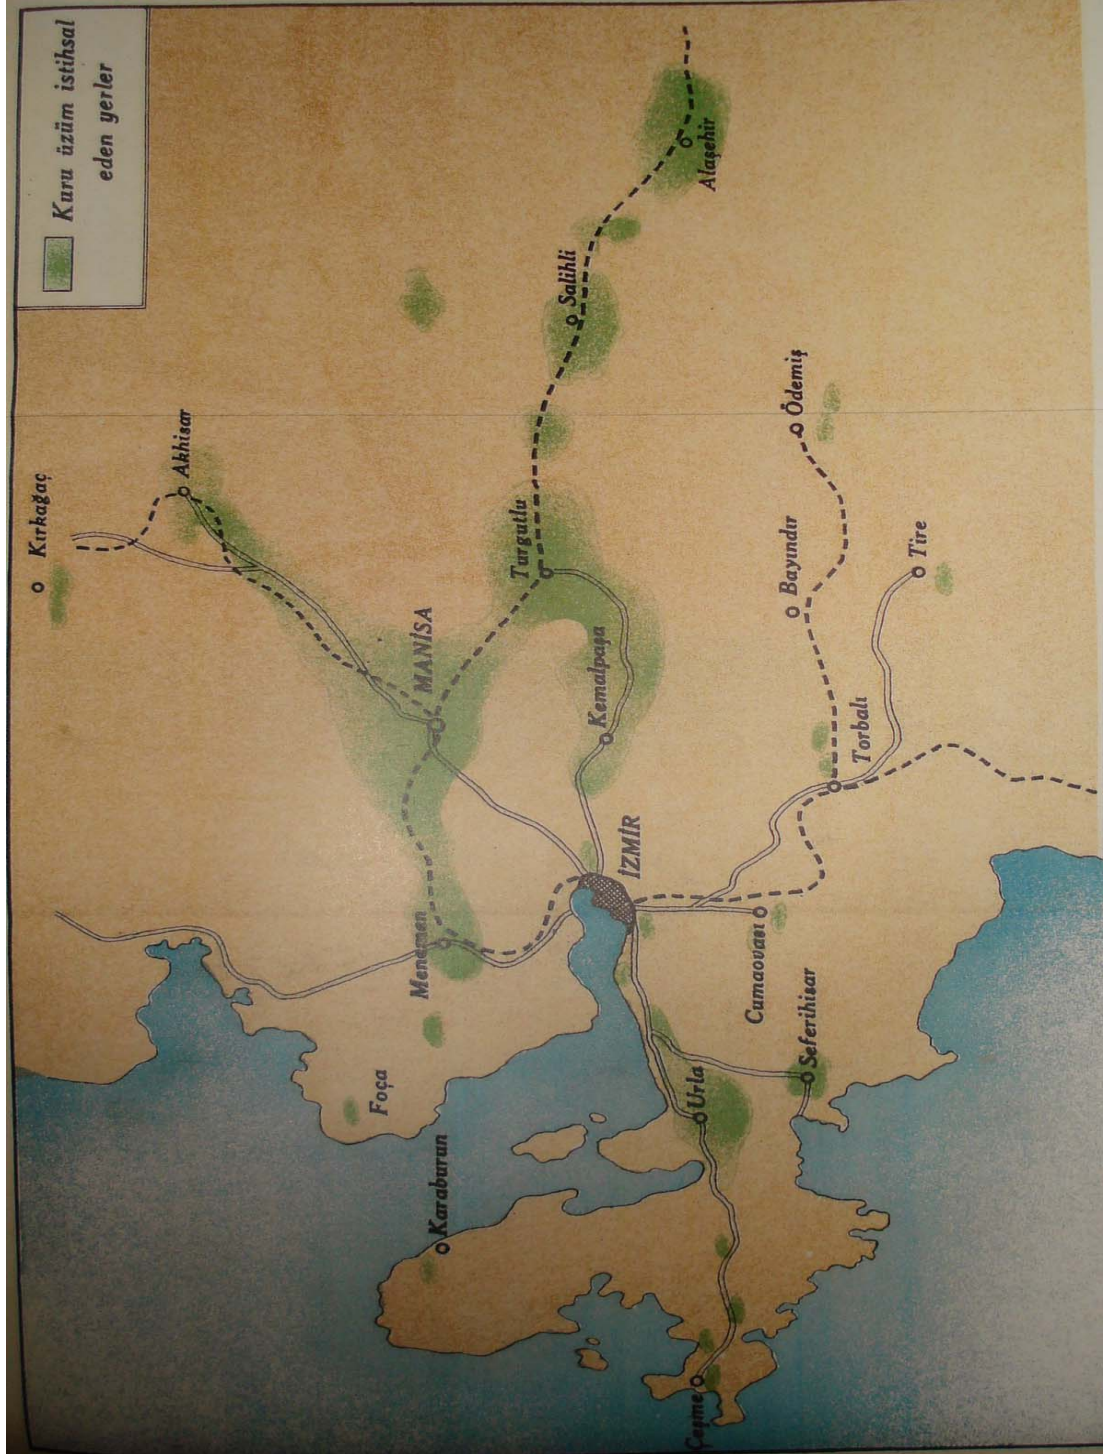 Kuru üzüm istihsal
eden yerler
Kırkağaç
Akhisar
MANİSA
Menemen
Foça
Karaburun
Turgutlu
Salihli
Alaşehir
Kemalpaşa
İZMİR
Urla
Çeşme
Seferihisar
Cumaovası
Torbalı
Bayındır
Ödemiş
Tire